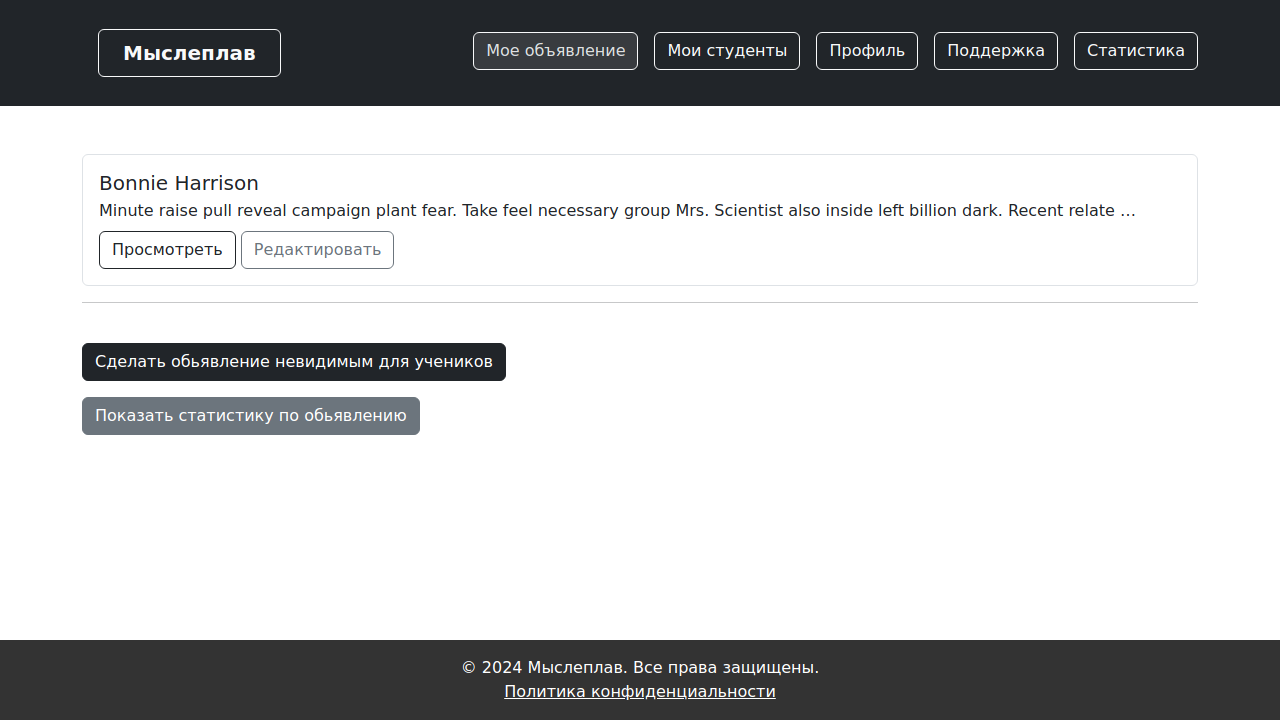 Мыслеплав
Мое объявление
Мои студенты
Профиль
Поддержка
Статистика
Bonnie Harrison
Minute raise pull reveal campaign plant fear. Take feel necessary group Mrs. Scientist also inside left billion dark. Recent relate …
Просмотреть
Редактировать
Сделать обьявление невидимым для учеников
Показать статистику по обьявлению
© 2024 Мыслеплав. Все права защищены.
Политика конфиденциальности